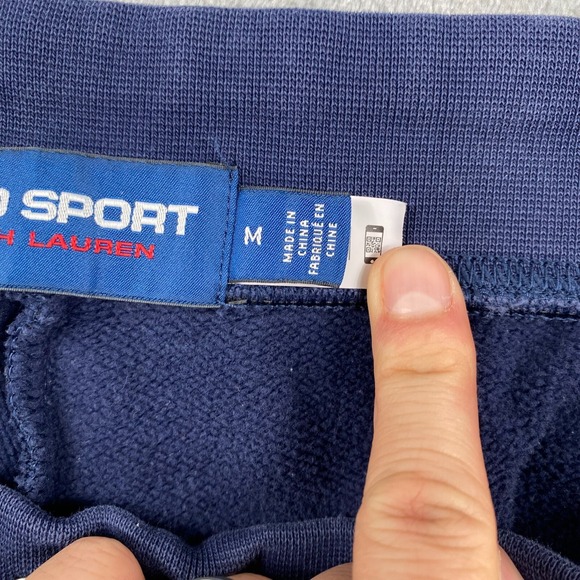 SPORT
LAUREN
M
MADE IN
CHINA
FABRIQUÉ EN
CHINE